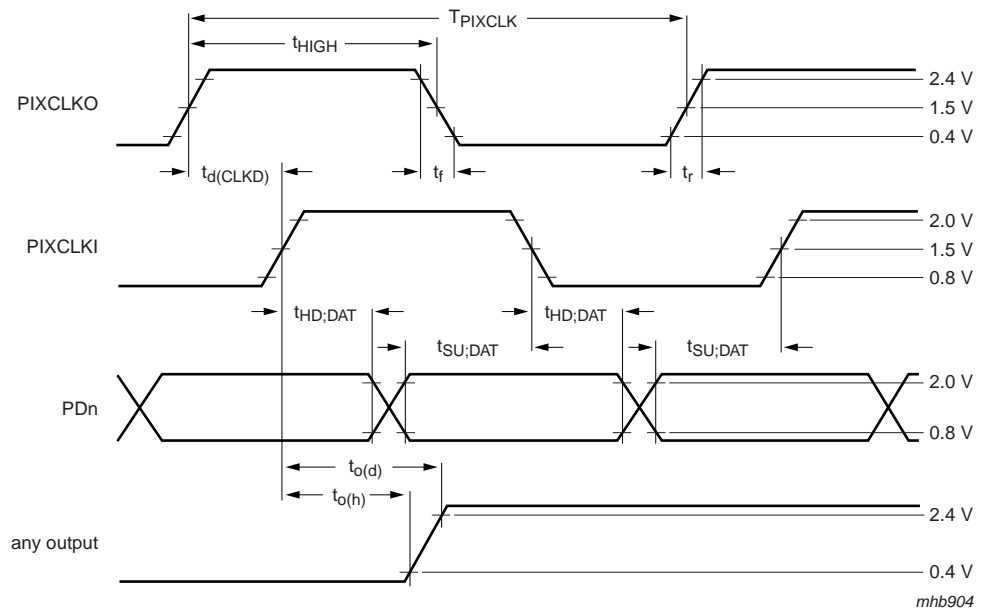 TPIXCLK
tHIGH
PIXCLKO
2.4 V
1.5 V
0.4 V
td(CLKD)
tf
tr
PIXCLKI
2.0 V
1.5 V
0.8 V
tHD;DAT
tHD;DAT
tSU;DAT
tSU;DAT
PDn
2.0 V
0.8 V
to(d)
to(h)
any output
2.4 V
0.4 V
mhb904